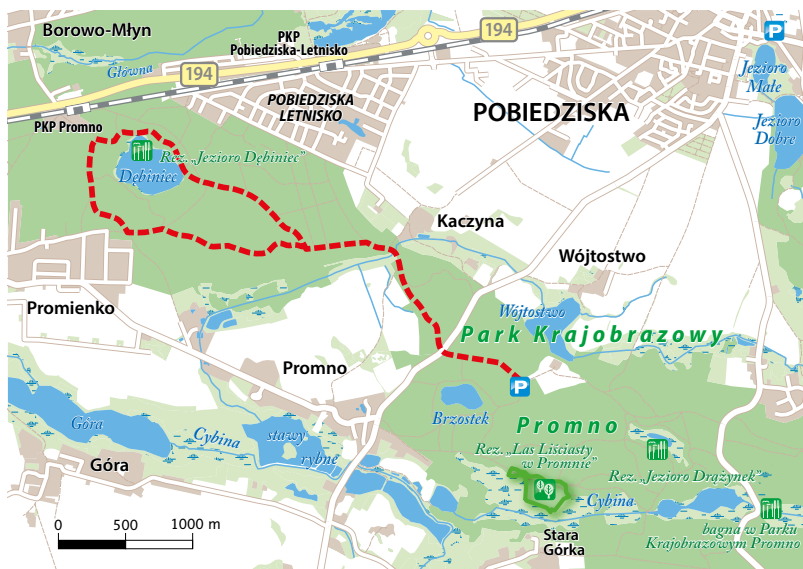 Borowo-Młyn
PKP
Pobiedziska-Letnisko
194
P
Główna
194
Jezioro
Małe
POBIEDZISKA
LETNISKO
POBIEDZISKA
PKP Promno
Jezioro
Dobre
Rez. „Jezioro Dębiniec”
Dębiniec
Kaczyna
Wójtostwo
Promienko
Wójtostwo
Park Krajobrazowy
Promno
P
Brzostek
Promno
Góra
Cybina
stawy
rybne
Rez. „Las Liściasty
w Promnie”
Góra
Rez. „Jezioro Drążynek”
Cybina
0 500 1000 m
Stara
Górka
bagna w Parku
Krajobrazowym Promno